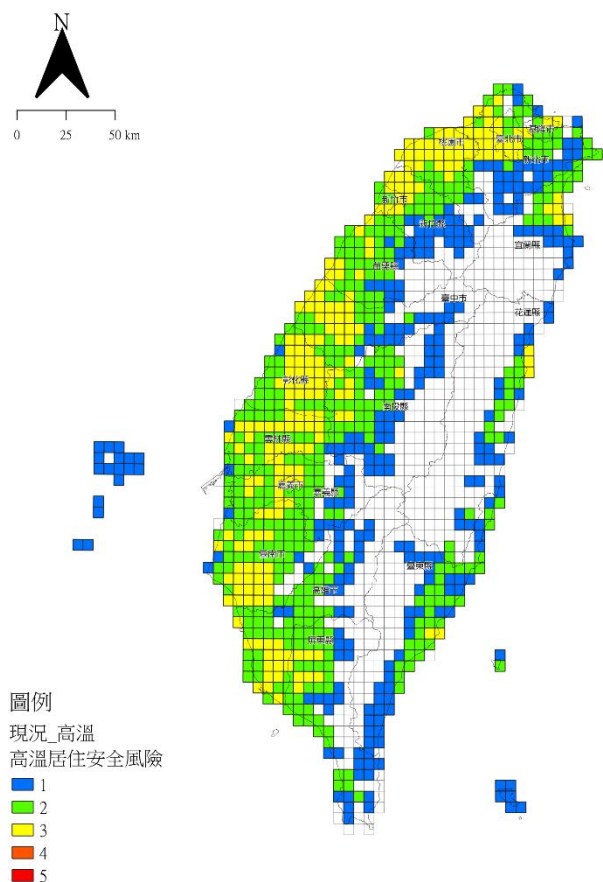 N
0 25 50 km
基隆市
桃園市
臺北市
新北市
新竹市
新竹縣
宜蘭縣
苗栗縣
臺中市
花蓮縣
彰化縣
南投縣
雲林縣
嘉義市
嘉義縣
臺南市
臺東縣
高雄市
屏東縣
圖例
現況_高溫
高溫居住安全風險
1
2
3
4
5